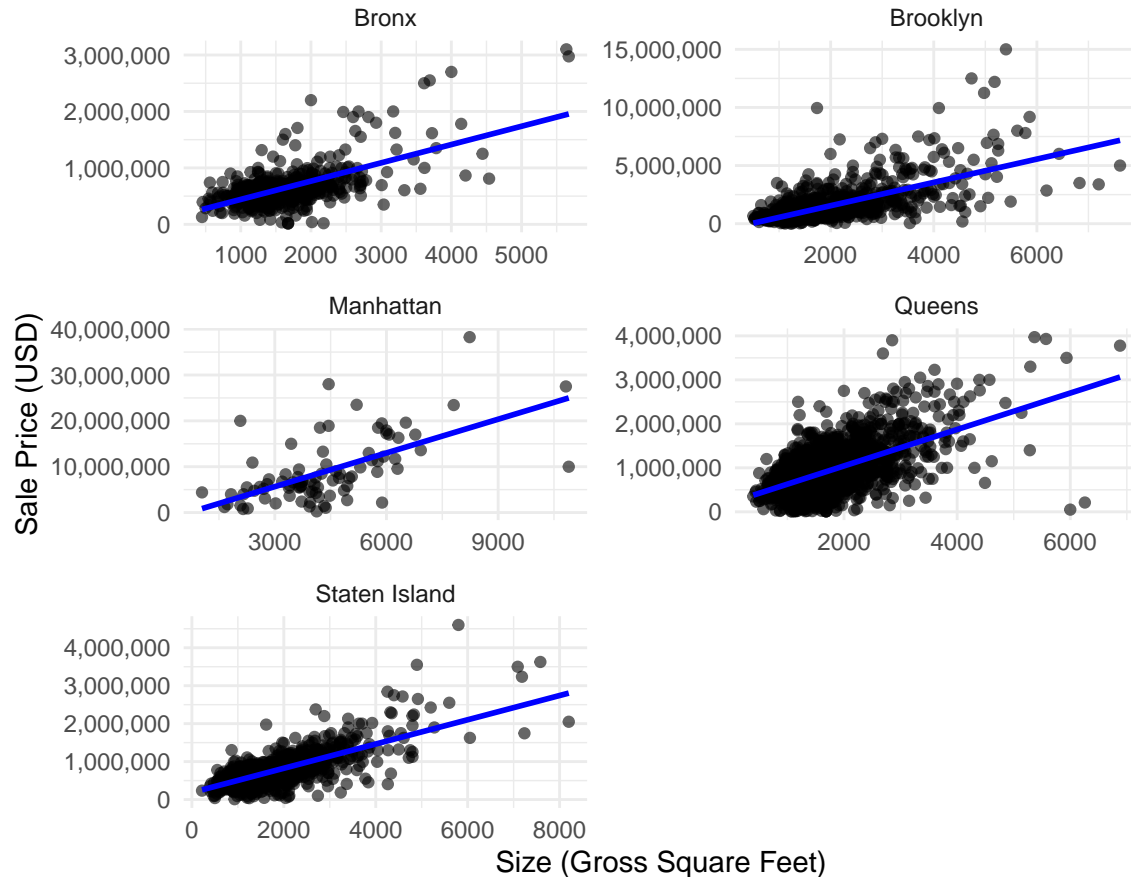 Bronx
3,000,000
2,000,000
1,000,000
0
1000 2000 3000 4000 5000
Brooklyn
15,000,000
10,000,000
5,000,000
0
2000 4000 6000
Manhattan
40,000,000
30,000,000
20,000,000
10,000,000
0
3000 6000 9000
Queens
4,000,000
3,000,000
2,000,000
1,000,000
0
2000 4000 6000
Staten Island
4,000,000
3,000,000
2,000,000
1,000,000
0
0 2000 4000 6000 8000
Sale Price (USD)
Size (Gross Square Feet)